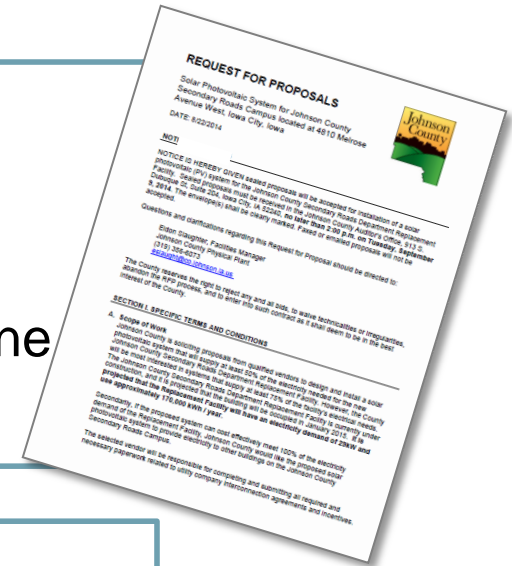 REQUEST FOR PROPOSALS
Solar Photovoltaic System for Johnson County
Secondary Roads Campus located at 4810 Melrose
Avenue West, Iowa City, Iowa
DATE: 8/22/2014
Johnson
County
NOTI
NOTICE IS HEREBY GIVEN sealed proposals will be accepted for installation of a solar
photovoltaic (PV) system for the Johnson County Secondary Roads Department Replacement
Facility. Sealed proposals must be received in the Johnson County Auditor's Office, 913 S.
Dubuque St, Suite 204, Iowa City, IA 52240, no later than 2:00 p.m. on Tuesday, September
9, 2014. The envelope(s) shall be clearly marked. Faxed or emailed proposals will not be
accepted.
Questions and clarifications regarding this Request for Proposal should be directed to:
Eldon Slaughter, Facilities Manager
Johnson County Physical Plant
(319) 356-6073
eslaught@co.johnson.ia.us
The County reserves the right to reject any and all bids, to waive technicalities or irregularities,
abandon the RFP process, and to enter into such contract as it shall deem to be in the best
interest of the County.
SECTION I. SPECIFIC TERMS AND CONDITIONS
A. Scope of Work
Johnson County is soliciting proposals from qualified vendors to design and install a solar
photovoltaic system that will supply at least 50% of the electricity needed for the new
Johnson County Secondary Roads Department Replacement Facility, however, the County
will be most interested in systems that supply at least 75% of the facility's electrical needs.
The Johnson County Secondary Roads Department Replacement Facility is currently under
construction, and it is projected that the building will be occupied in January 2015. It is
projected that the Replacement Facility will have an electricity demand of 29kW and
use approximately 178,000 kWh / year.
Secondarily, if the proposed system can cost effectively meet 100% of the electricity
demand of the Replacement Facility, Johnson County would like the proposed solar
photovoltaic system to provide electricity to other buildings on the Johnson County
Secondary Roads Campus.
The selected vendor will be responsible for completing and submitting all required and
necessary paperwork related to utility company interconnection agreements and incentives.
me